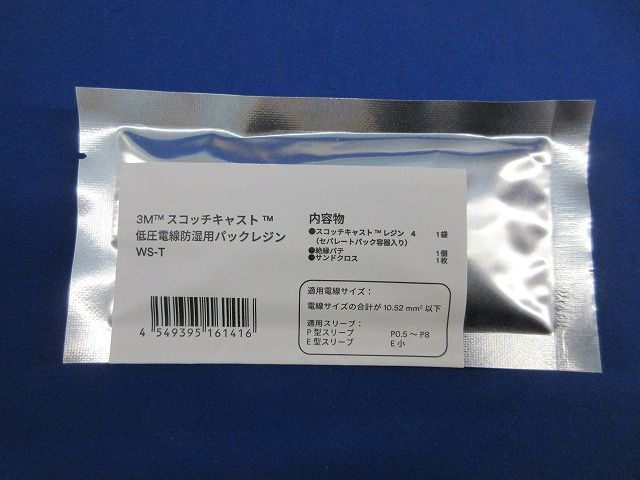 3M™ スコッチキャスト™
低圧電線防湿用パックレジン
WS-T
4 549395 161416
内容物
●スコッチキャスト™ レジン 4 1袋
(セパレートパック容器入り)
●絶縁パテ 1個
●サンドクロス 1枚
適用電線サイズ：
電線サイズの合計が 10.52 mm² 以下
適用スリーブ：
P 型スリーブ P0.5 ～ P8
E 型スリーブ E 小